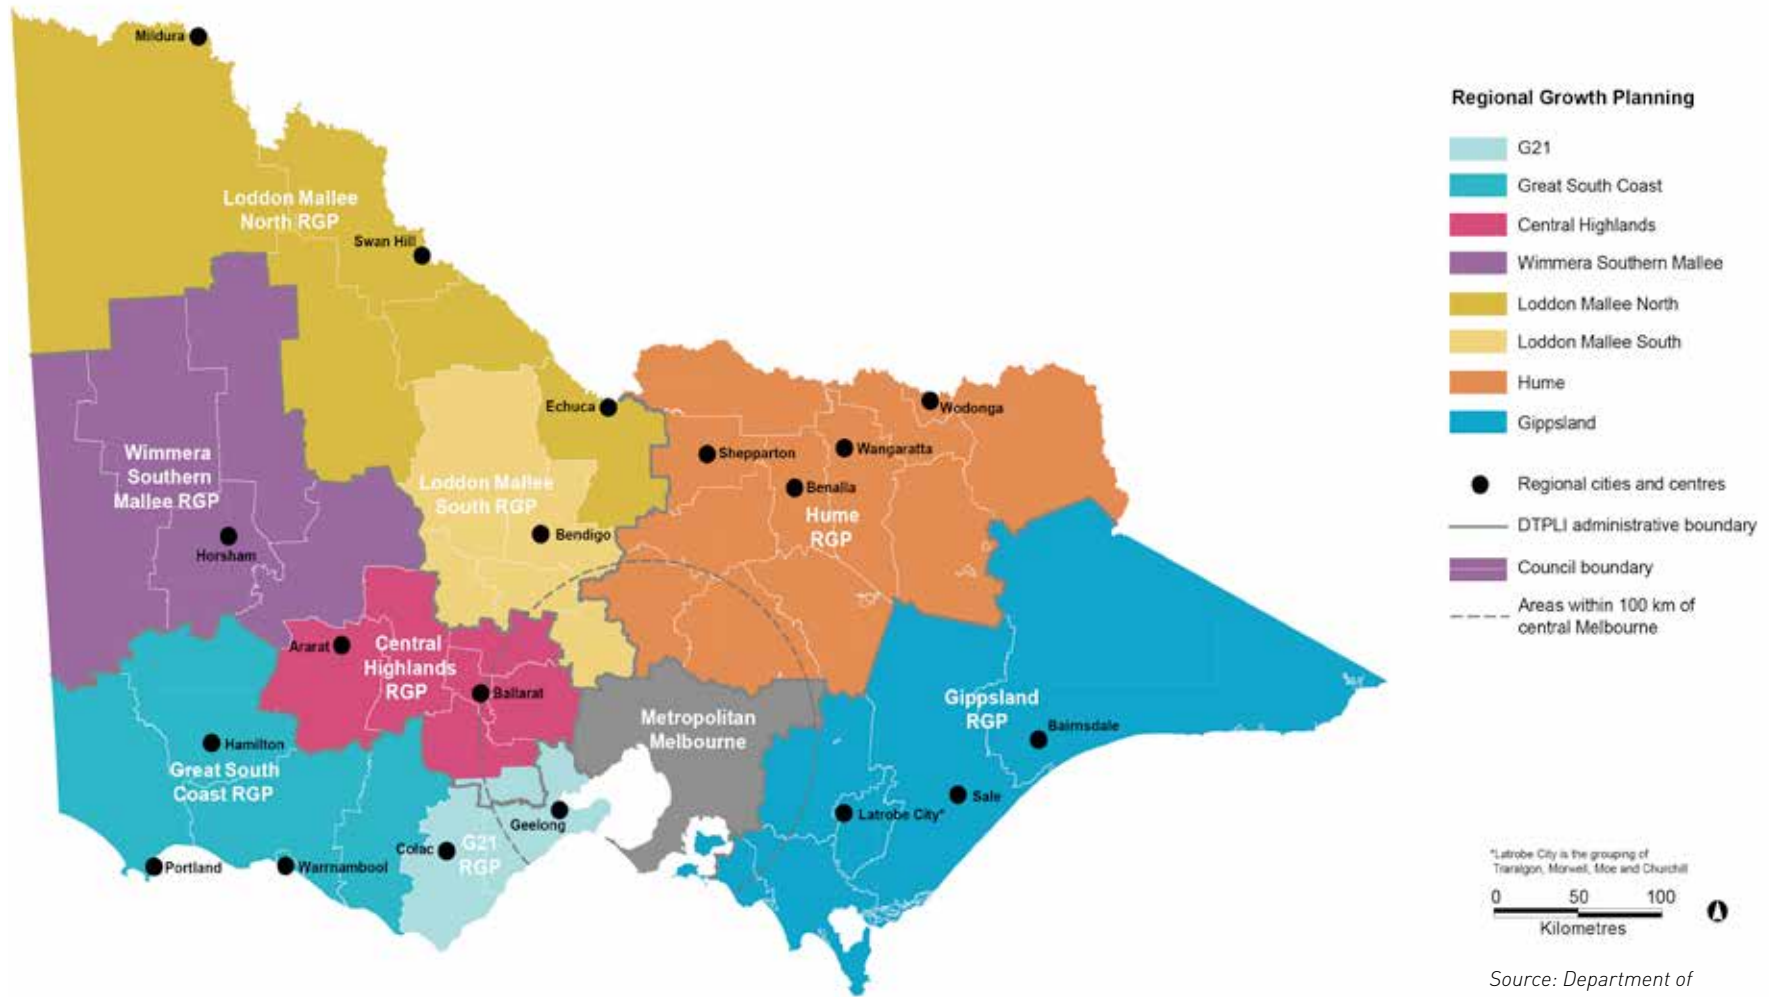 Mildura
Loddon Mallee
North RGP
Swan Hill
Echuca
Wodonga
Shepparton
Wangaratta
Benalla
Hume
RGP
Wimmera
Southern
Mallee RGP
Loddon Mallee
South RGP
Bendigo
Horsham
Ararat
Central
Highlands
RGP
Ballarat
Metropolitan
Melbourne
Gippsland
RGP
Bairnsdale
Hamilton
Great South
Coast RGP
Sale
Latrobe City*
Geelong
Colac
G21
RGP
Portland
Warrnambool
Regional Growth Planning
G21
Great South Coast
Central Highlands
Wimmera Southern Mallee
Loddon Mallee North
Loddon Mallee South
Hume
Gippsland
Regional cities and centres
DTPLI administrative boundary
Council boundary
Areas within 100 km of
central Melbourne
*Latrobe City is the grouping of
Traralgon, Morwell, Moe and Churchill
0 50 100
Kilometres
Source: Department of